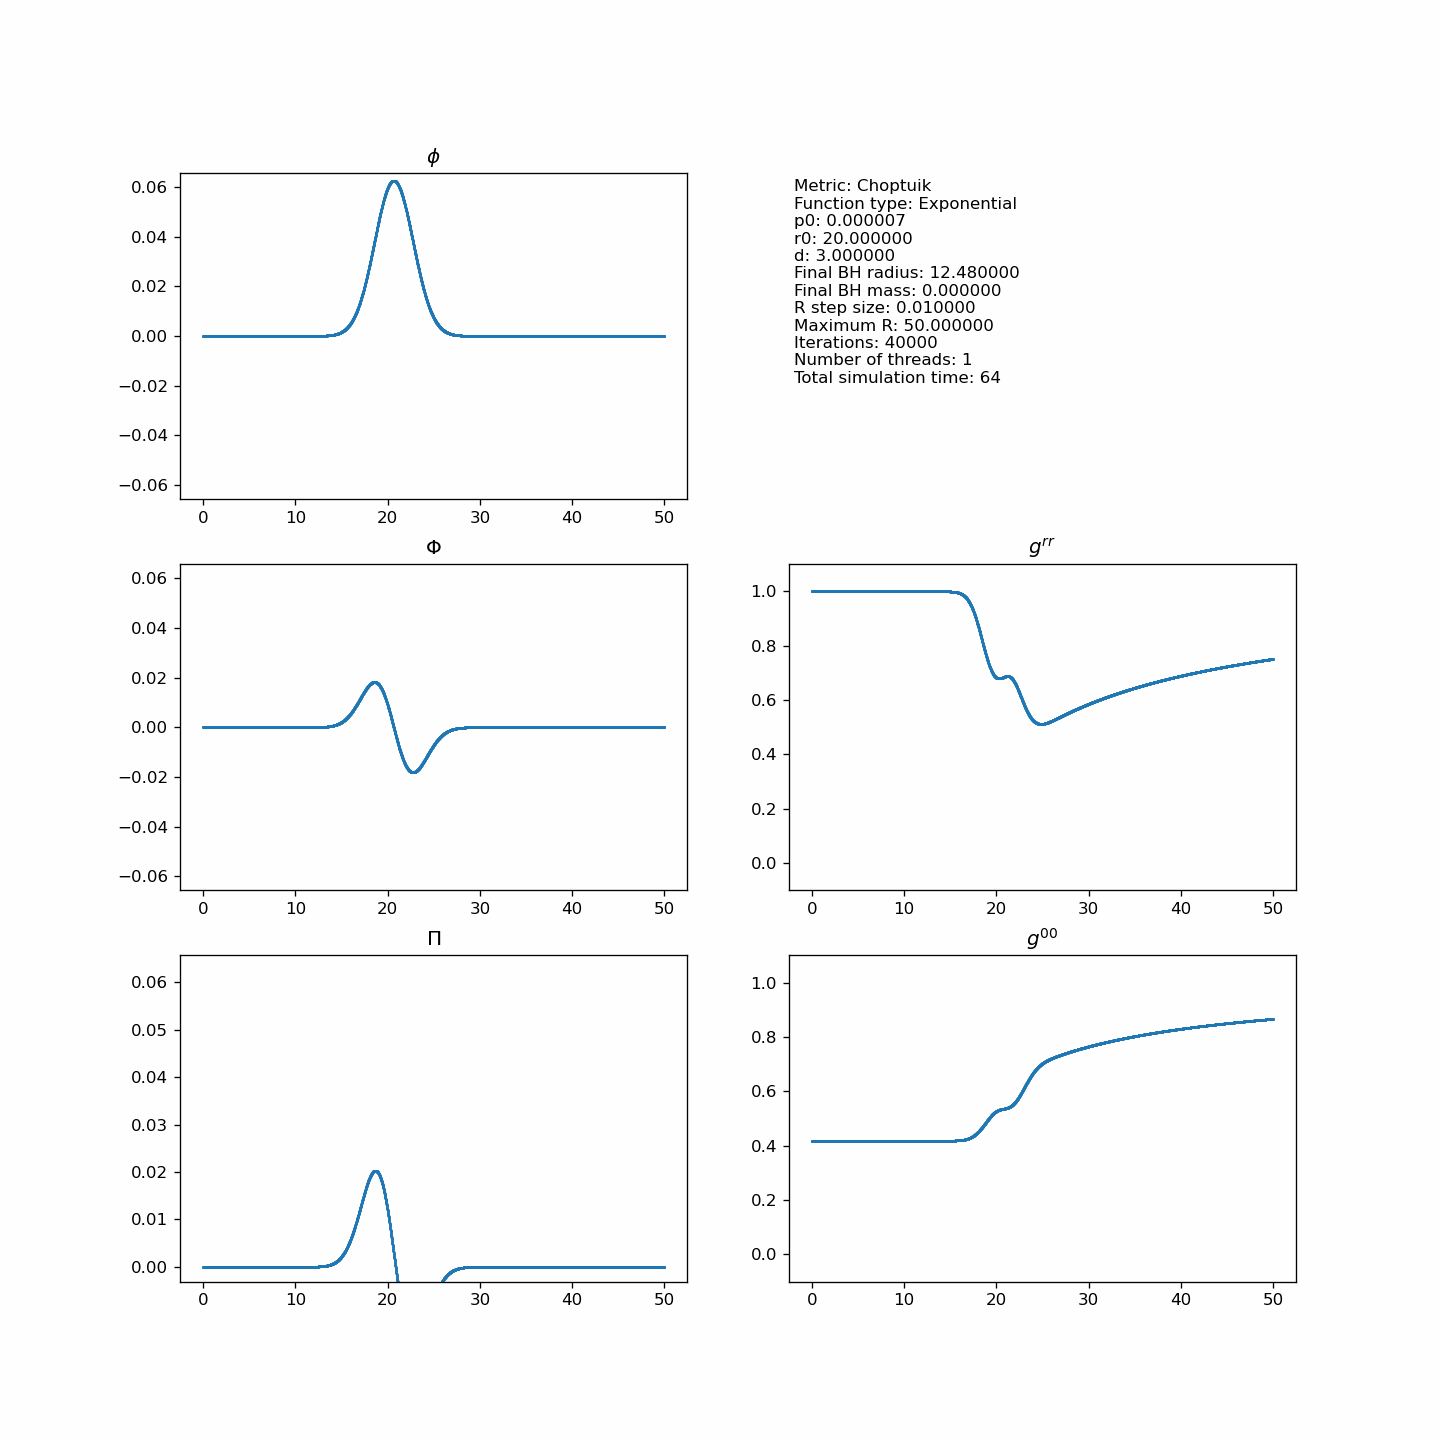 ϕ
0.06
0.04
0.02
0.00
−0.02
−0.04
−0.06
0 10 20 30 40 50
Metric: Choptuik
Function type: Exponential
p0: 0.000007
r0: 20.000000
d: 3.000000
Final BH radius: 12.480000
Final BH mass: 0.000000
R step size: 0.010000
Maximum R: 50.000000
Iterations: 40000
Number of threads: 1
Total simulation time: 64
Φ
0.06
0.04
0.02
0.00
−0.02
−0.04
−0.06
0 10 20 30 40 50
g^{rr}
1.0
0.8
0.6
0.4
0.2
0.0
0 10 20 30 40 50
Π
0.06
0.05
0.04
0.03
0.02
0.01
0.00
0 10 20 30 40 50
g^{00}
1.0
0.8
0.6
0.4
0.2
0.0
0 10 20 30 40 50